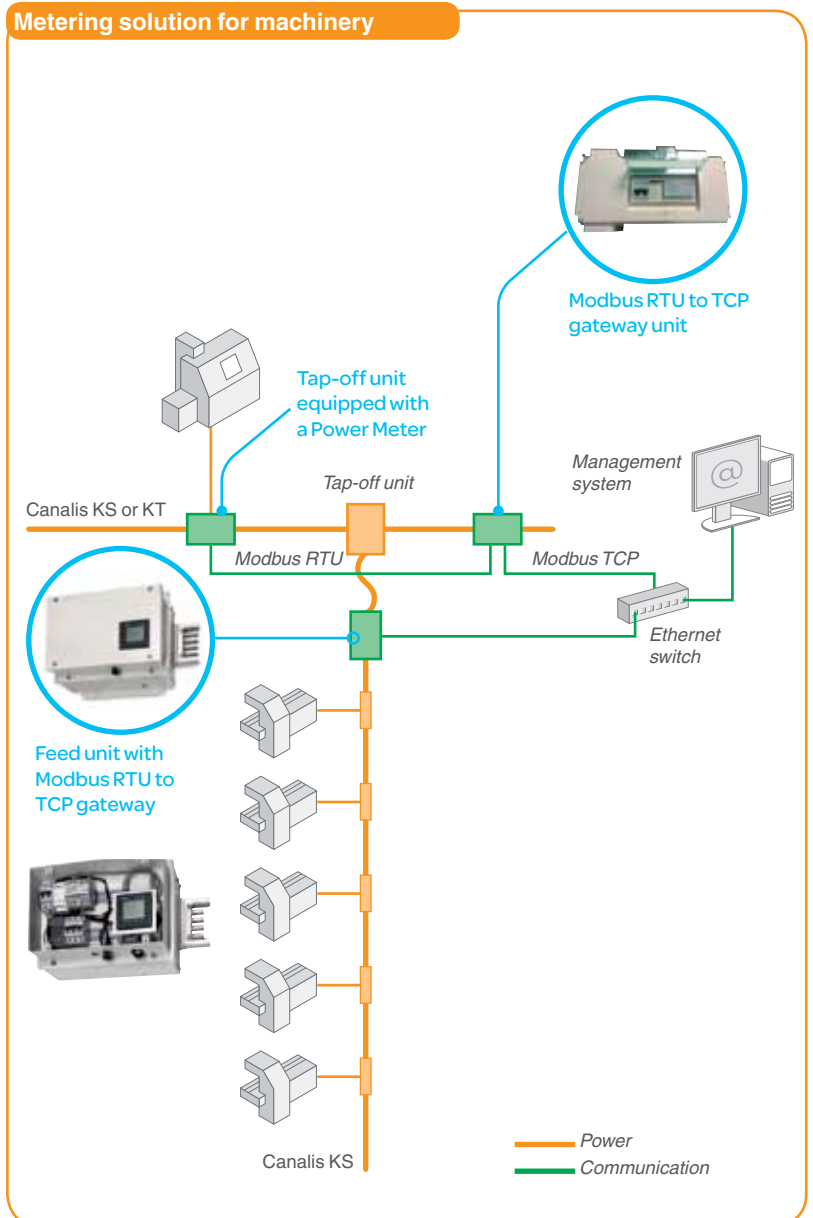 Metering solution for machinery
Modbus RTU to TCP
gateway unit
Tap-off unit
equipped with
a Power Meter
Management
system
@
Tap-off unit
Canalis KS or KT
Modbus RTU
Modbus TCP
Ethernet
switch
Feed unit with
Modbus RTU to
TCP gateway
Canalis KS
Power
Communication